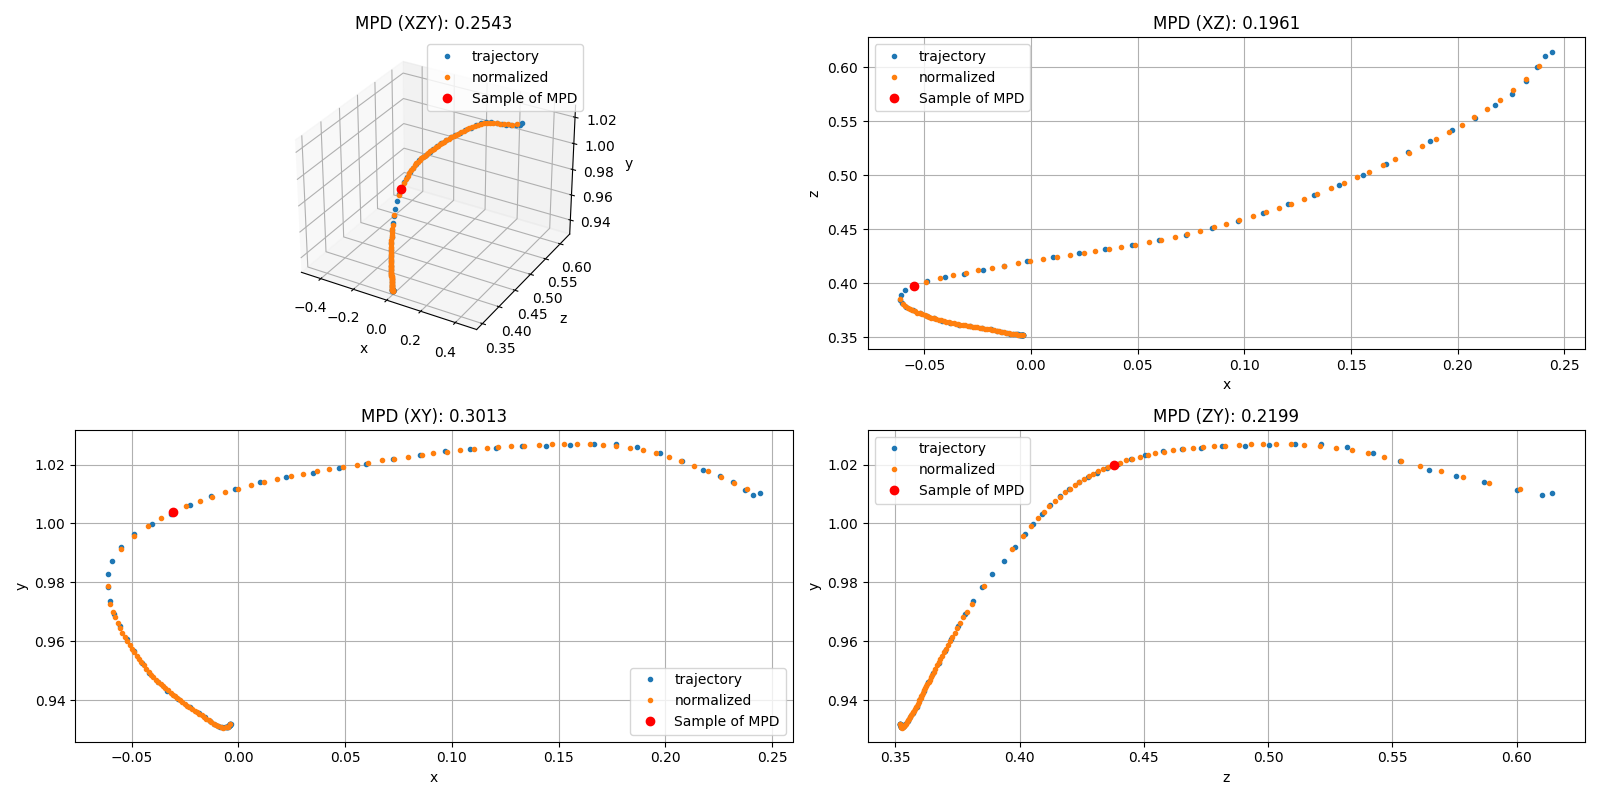 MPD (XZY): 0.2543
trajectory
normalized
Sample of MPD
1.02
1.00
0.98
0.96
0.94
y
0.60
0.55
0.50
0.45
0.40
0.35
z
−0.4
−0.2
0.0
0.2
0.4
x
MPD (XZ): 0.1961
trajectory
normalized
Sample of MPD
0.60
0.55
0.50
0.45
0.40
0.35
z
−0.05 0.00 0.05 0.10 0.15 0.20 0.25
x
MPD (XY): 0.3013
1.02
1.00
0.98
0.96
0.94
y
trajectory
normalized
Sample of MPD
−0.05 0.00 0.05 0.10 0.15 0.20 0.25
x
MPD (ZY): 0.2199
trajectory
normalized
Sample of MPD
1.02
1.00
0.98
0.96
0.94
y
0.35 0.40 0.45 0.50 0.55 0.60
z